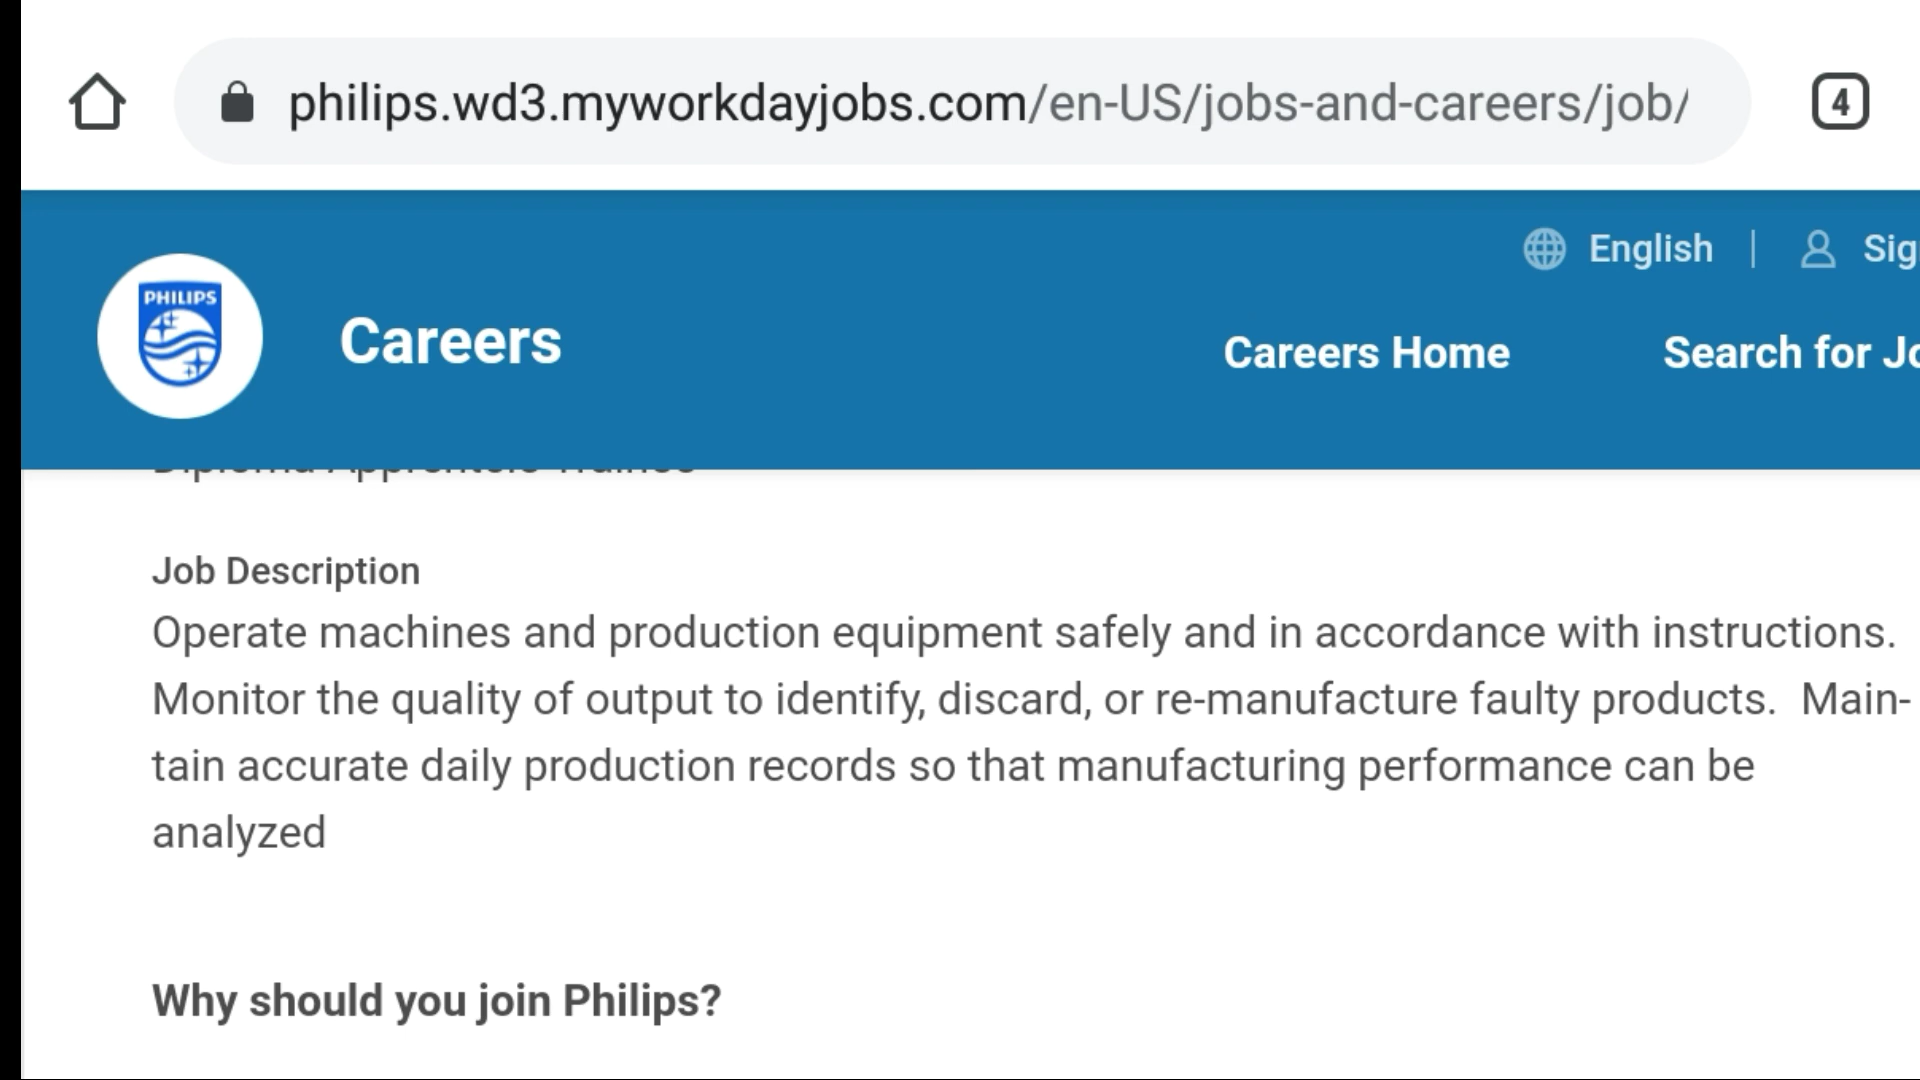 philips.wd3.myworkdayjobs.com/en-US/jobs-and-careers/job/
4
English | Sig
PHILIPS
Careers
Careers Home Search for Jo
Diploma Apprentice Trainee
Job Description
Operate machines and production equipment safely and in accordance with instructions.
Monitor the quality of output to identify, discard, or re-manufacture faulty products. Main-
tain accurate daily production records so that manufacturing performance can be
analyzed
Why should you join Philips?